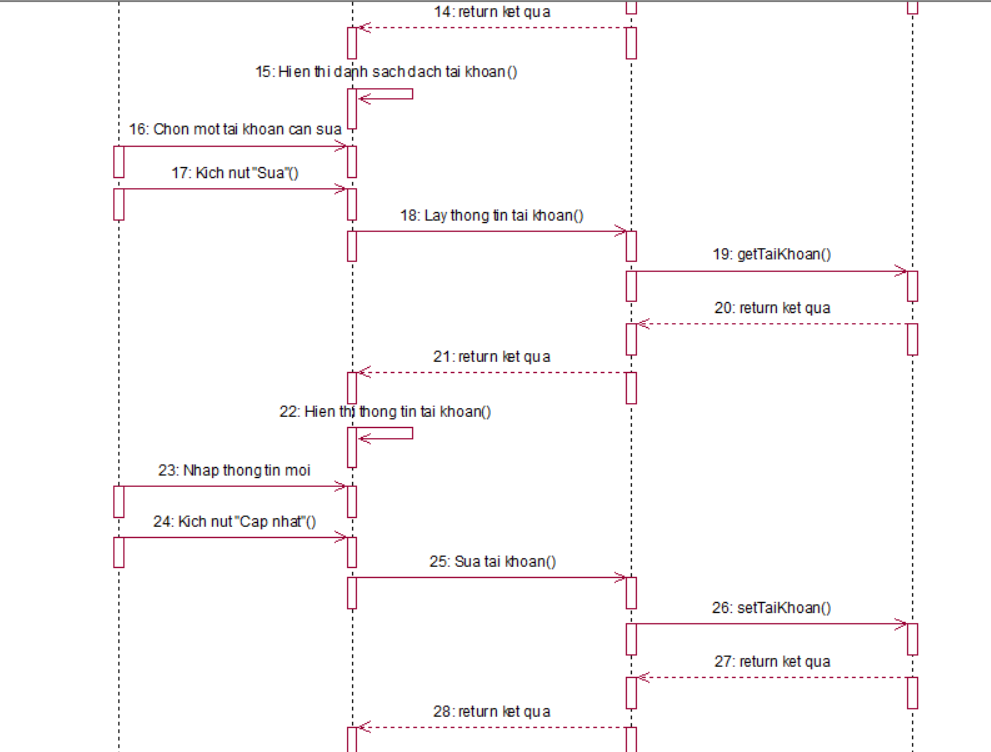 14: return ket qua
15: Hien thi danh sach dach tai khoan()
16: Chon mot tai khoan can sua
17: Kich nut "Sua"()
18: Lay thong tin tai khoan()
19: getTaiKhoan()
20: return ket qua
21: return ket qua
22: Hien thi thong tin tai khoan()
23: Nhap thong tin moi
24: Kich nut "Cap nhat"()
25: Sua tai khoan()
26: setTaiKhoan()
27: return ket qua
28: return ket qua